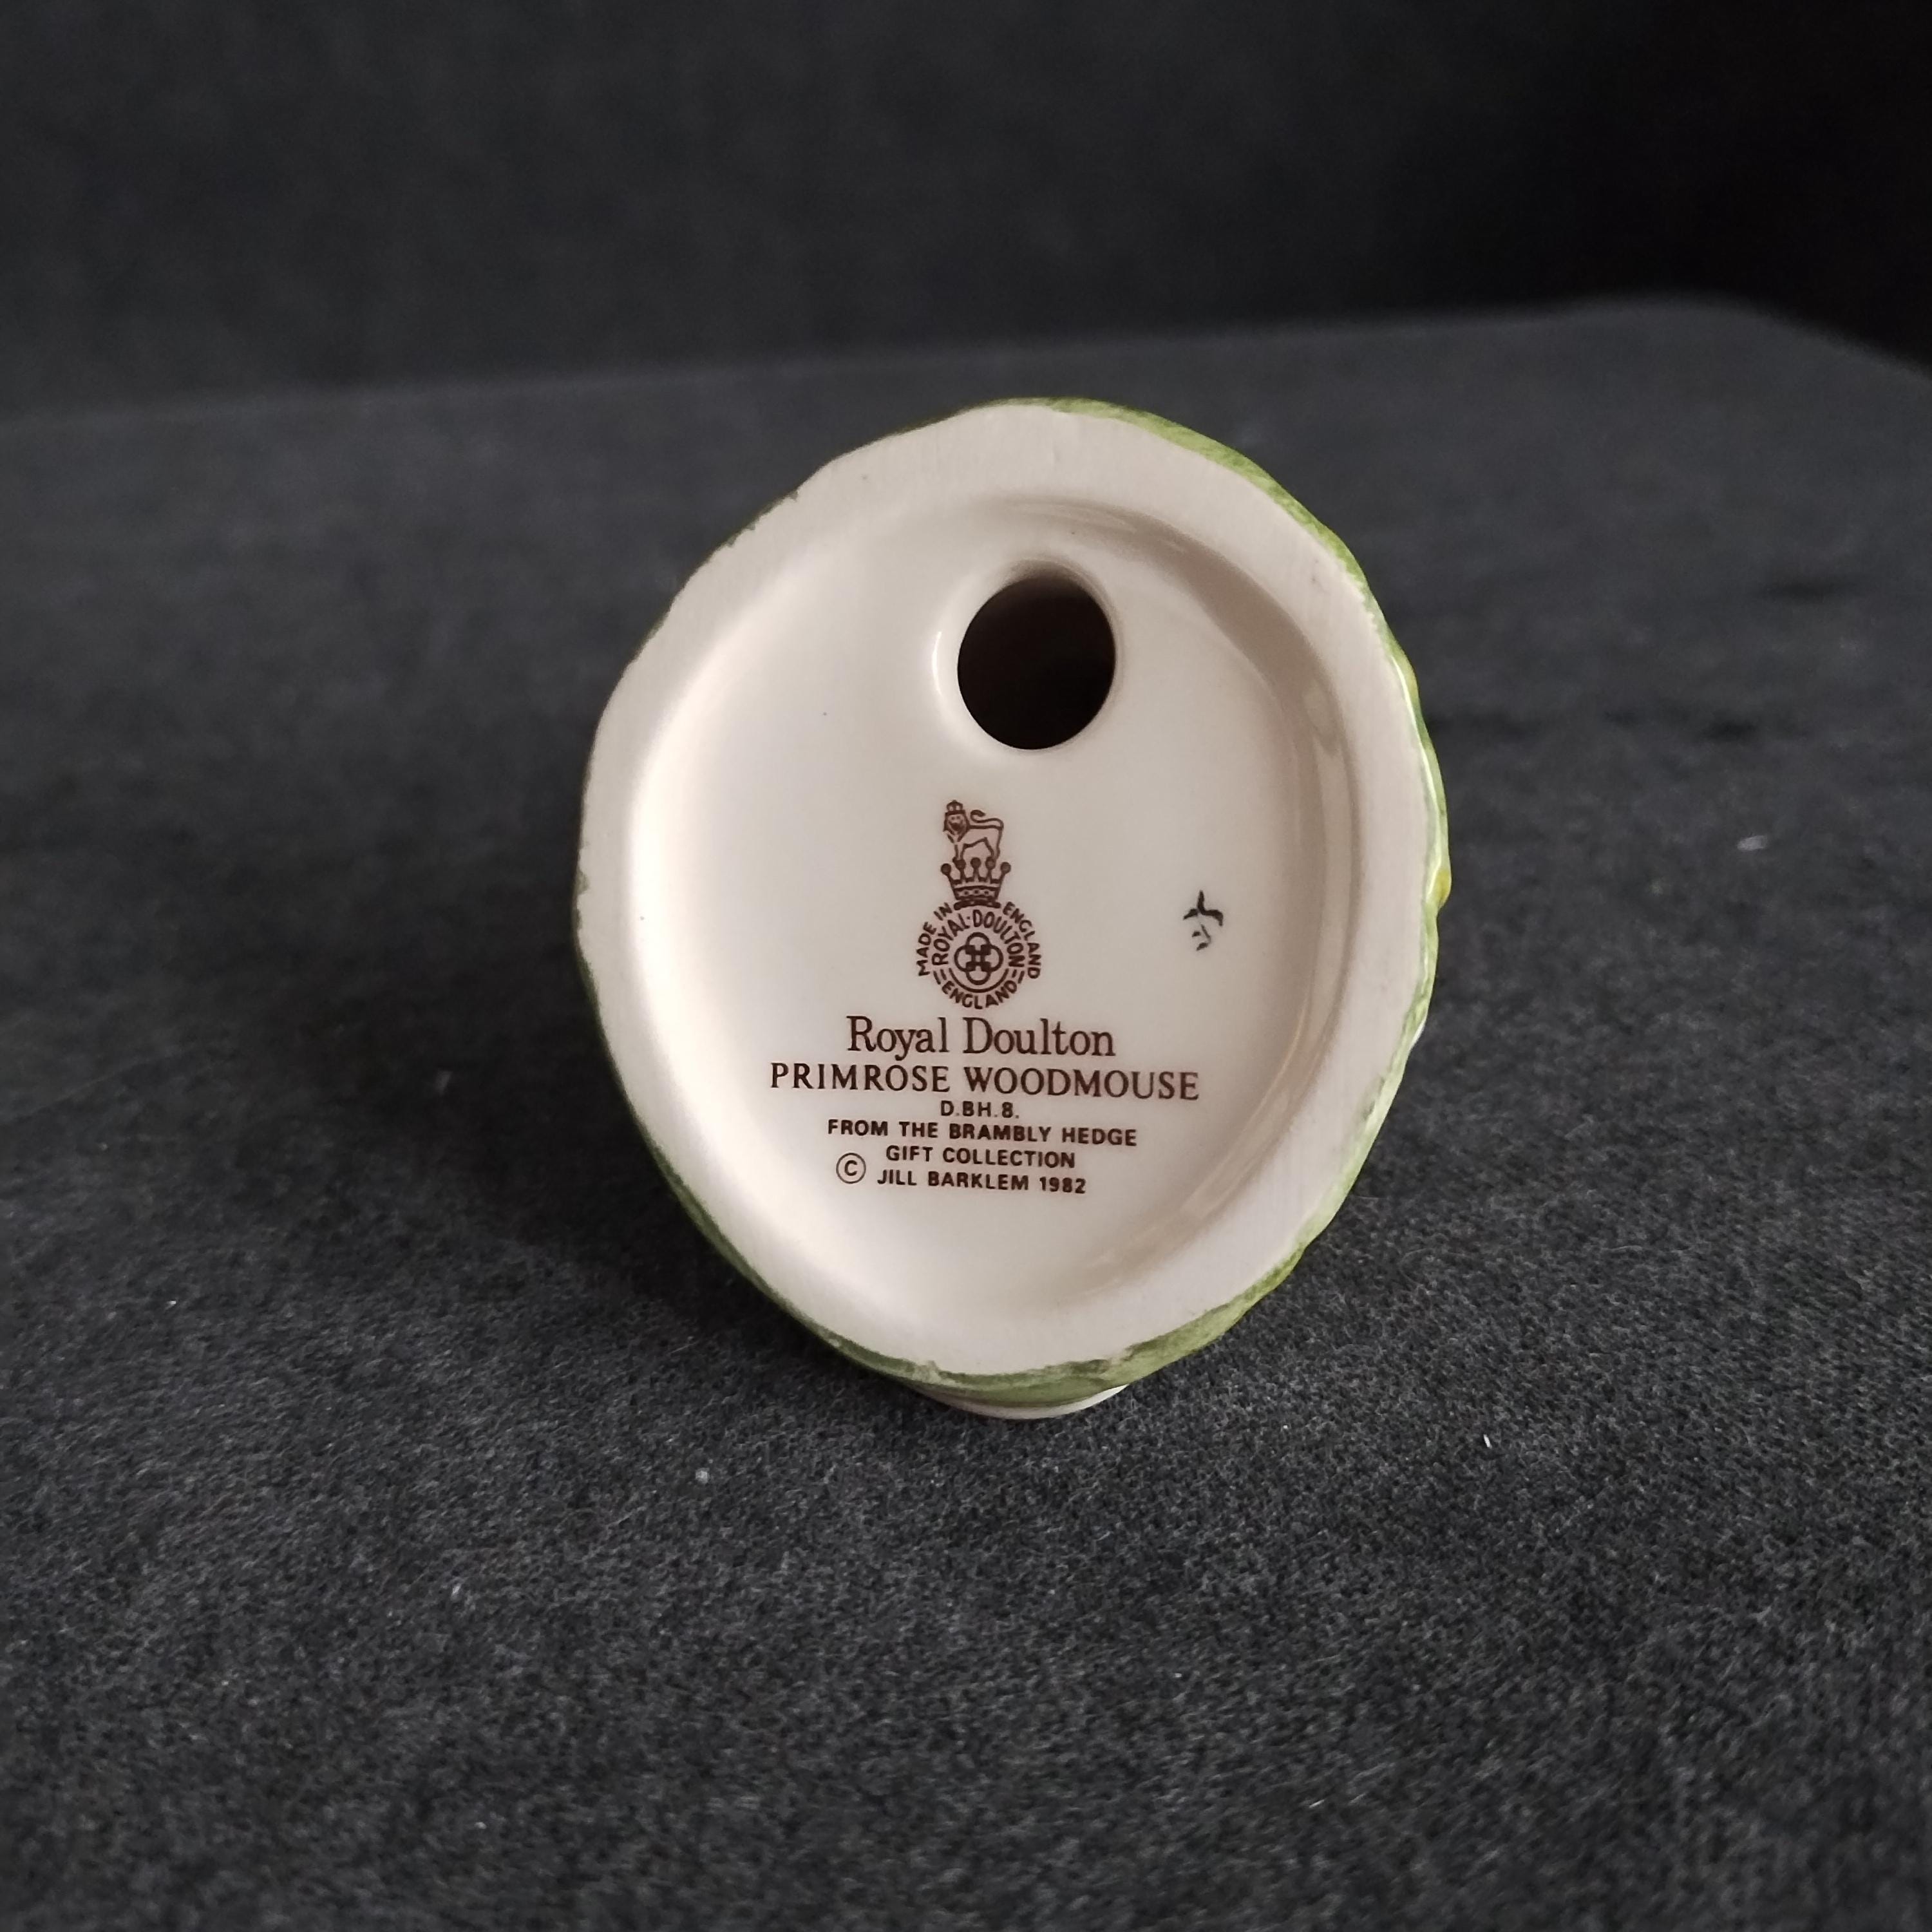 MADE IN ENGLAND
ROYAL·DOULTON
ENGLAND
Royal Doulton
PRIMROSE WOODMOUSE
D.BH.8.
FROM THE BRAMBLY HEDGE
GIFT COLLECTION
© JILL BARKLEM 1982